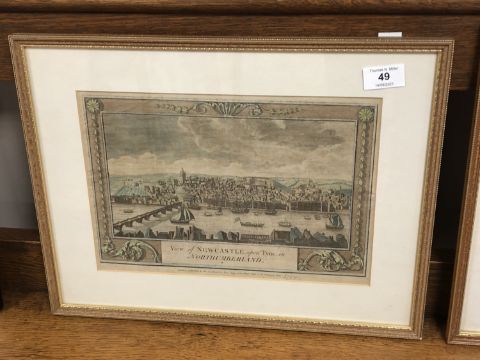 Thomas N. Miller
49
View of NEWCASTLE upon Tyne, in
NORTHUMBERLAND.